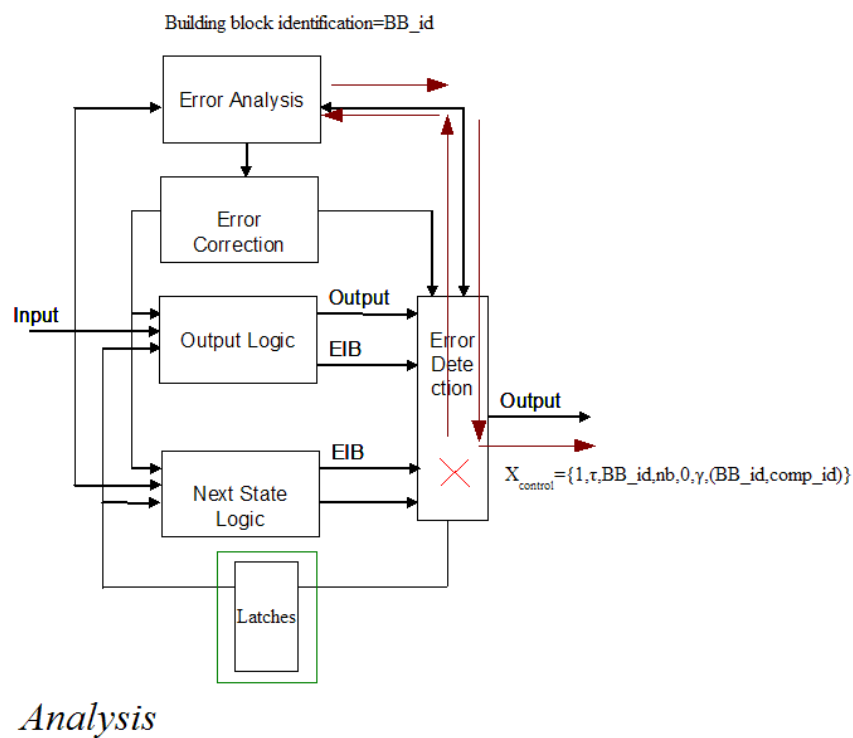 Building block identification=BB_id
Error Analysis
Error
Correction
Output
Input
Output Logic
Error
Dete
ction
EIB
Output
EIB
X_control={1,τ,BB_id,nb,0,γ,(BB_id,comp_id)}
Next State
Logic
Latches
Analysis